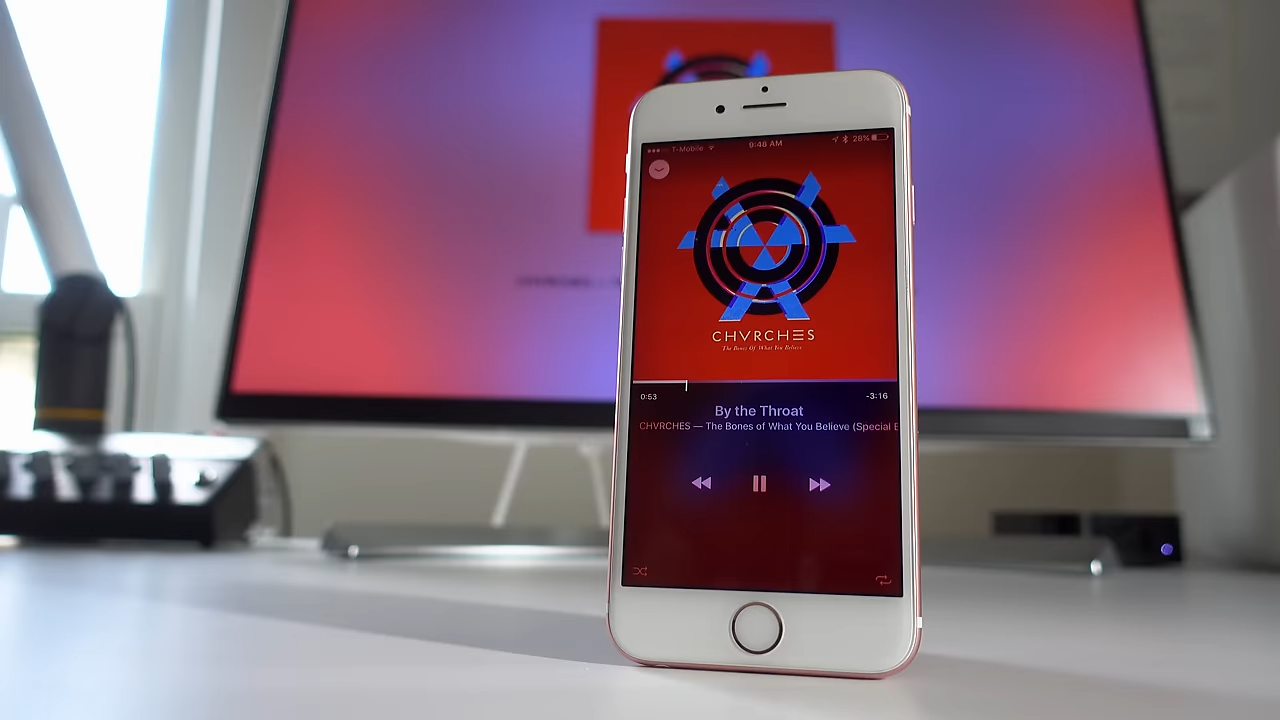 T-Mobile 9:48 AM 28%
CHVRCHES
The Bones Of What You Believe
0:53 -3:16
By the Throat
CHVRCHES — The Bones of What You Believe (Special E